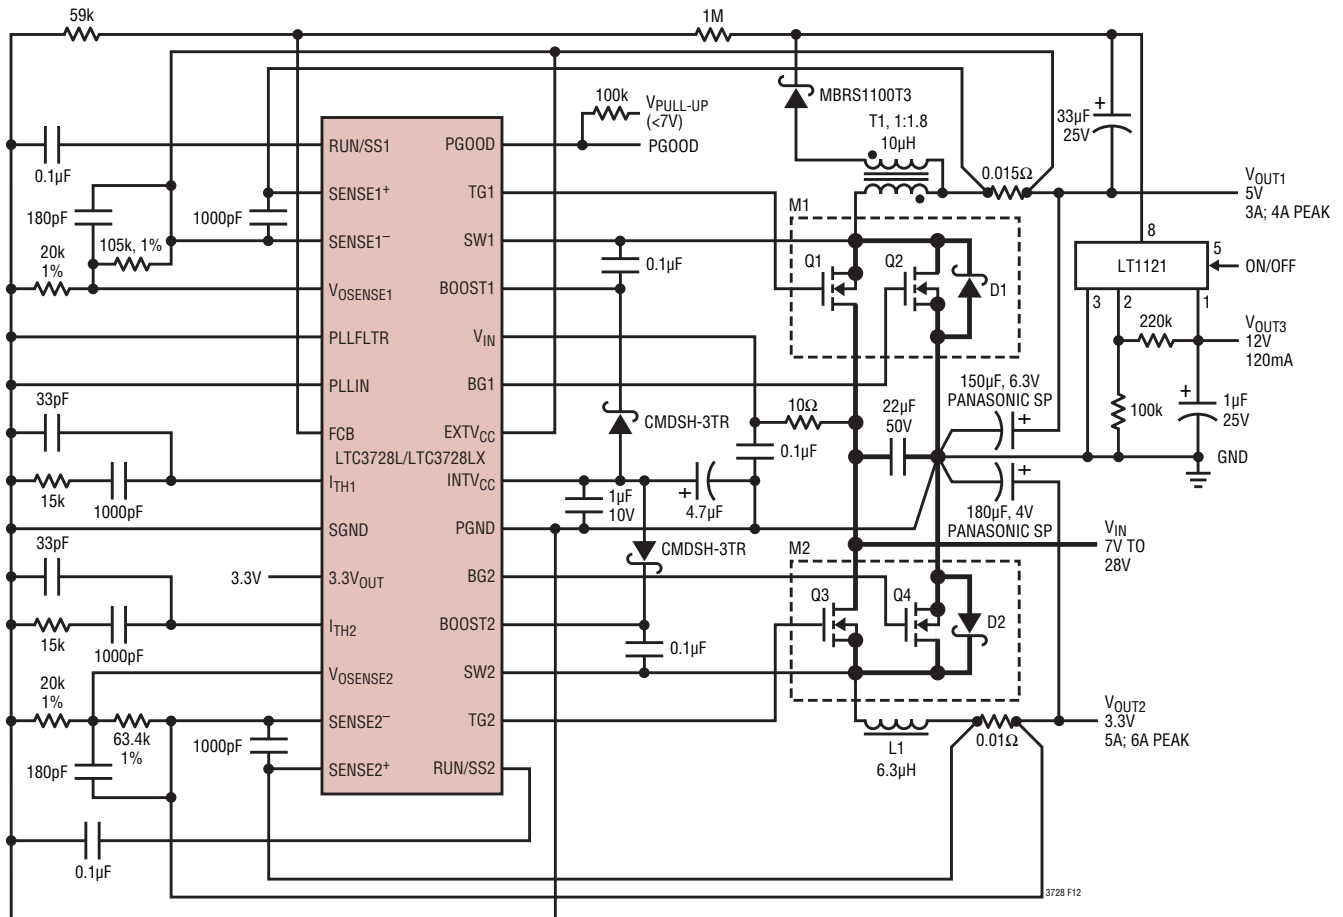 59k
1M
100k
VPULL-UP
(<7V)
PGOOD
MBRS1100T3
T1, 1:1.8
10µH
33µF
25V
0.015Ω
VOUT1
5V
3A; 4A PEAK
0.1µF
180pF
1000pF
20k
1%
105k, 1%
RUN/SS1
SENSE1+
SENSE1–
VOSENSE1
PLLFLTR
PLLIN
FCB
LTC3728L/LTC3728LX
ITH1
SGND
3.3VOUT
ITH2
VOSENSE2
SENSE2–
SENSE2+
PGOOD
TG1
SW1
BOOST1
VIN
BG1
EXTVCC
INTVCC
PGND
BG2
BOOST2
SW2
TG2
RUN/SS2
0.1µF
M1
Q1
Q2
D1
8
LT1121
5
ON/OFF
3
2
1
220k
VOUT3
12V
120mA
100k
1µF
25V
GND
33pF
15k
1000pF
CMDSH-3TR
10Ω
0.1µF
22µF
50V
150µF, 6.3V
PANASONIC SP
1µF
10V
4.7µF
180µF, 4V
PANASONIC SP
VIN
7V TO
28V
33pF
3.3V
15k
1000pF
CMDSH-3TR
M2
Q3
Q4
D2
0.1µF
20k
1%
63.4k
1%
180pF
1000pF
L1
6.3µH
0.01Ω
VOUT2
3.3V
5A; 6A PEAK
0.1µF
3728 F12